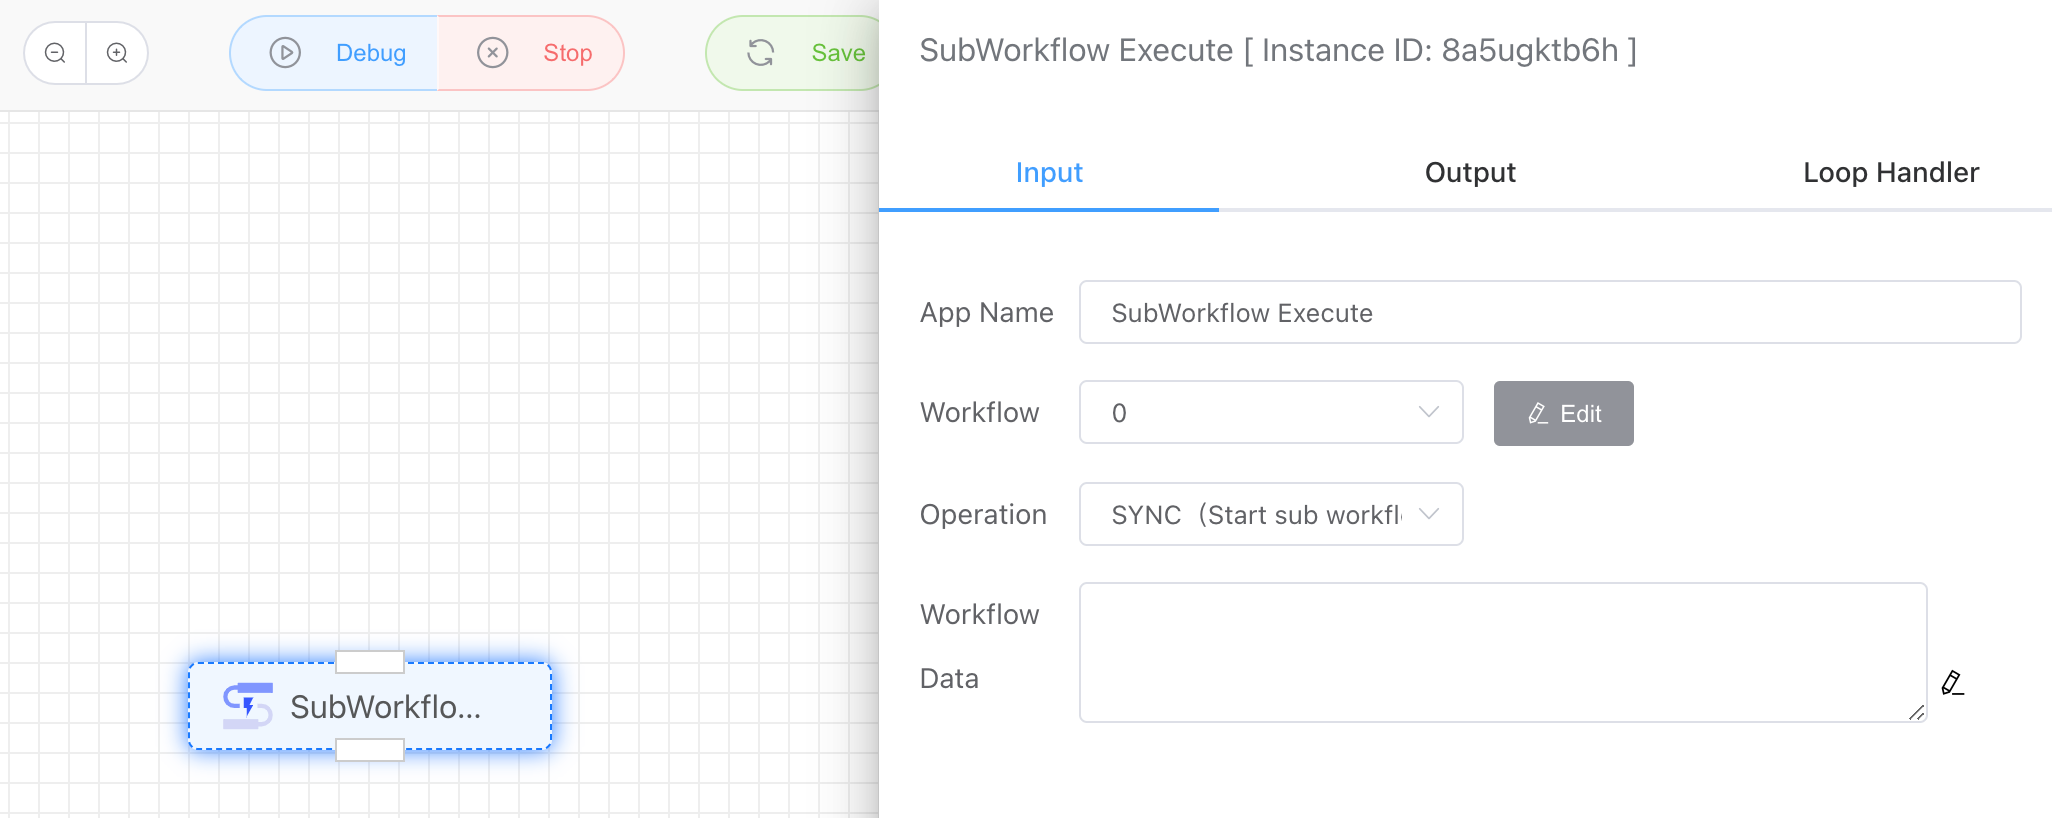 Debug
Stop
Save
SubWorkflow Execute [ Instance ID: 8a5ugktb6h ]
Input
Output
Loop Handler
App Name
SubWorkflow Execute
Workflow
0
Edit
Operation
SYNC（Start sub workfl
Workflow
Data
SubWorkflo...